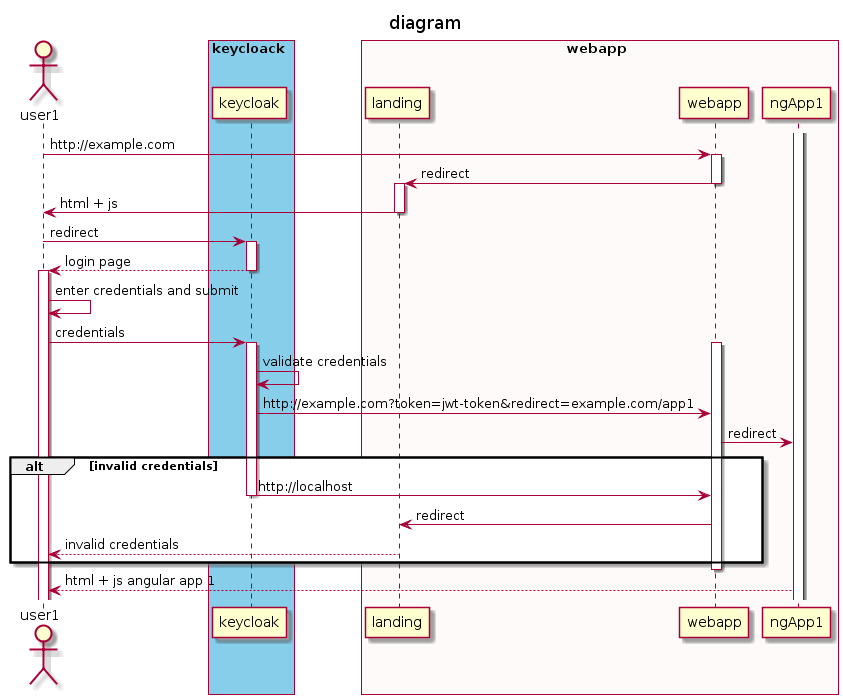 diagram
keycloack
webapp
user1
keycloak
landing
webapp
ngApp1
http://example.com
redirect
html + js
redirect
login page
enter credentials and submit
credentials
validate credentials
http://example.com?token=jwt-token&redirect=example.com/app1
redirect
alt
[invalid credentials]
http://localhost
redirect
invalid credentials
html + js angular app 1
user1
keycloak
landing
webapp
ngApp1